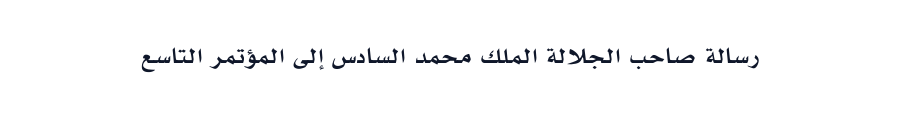 رسالة صاحب الجلالة الملك محمد السادس إلى المؤتمر التاسع